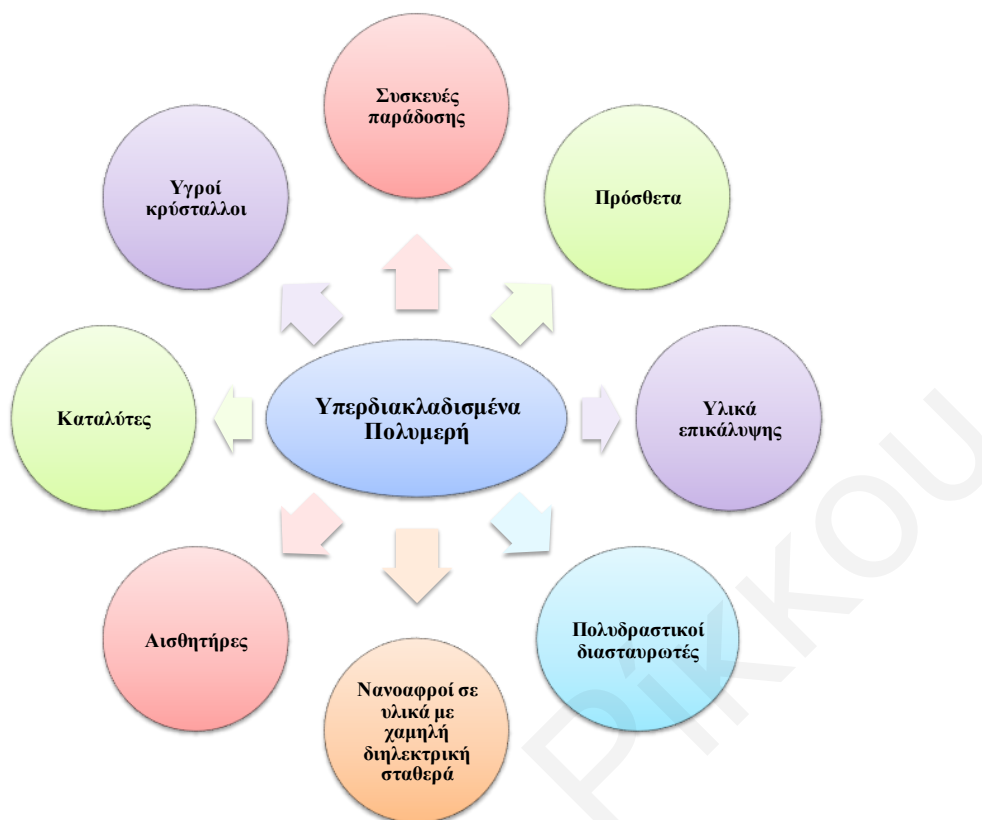 Συσκευές
παράδοσης
Πρόσθετα
Υλικά
επικάλυψης
Πολυδραστικοί
διασταυρωτές
Νανοαφροί σε
υλικά με
χαμηλή
διηλεκτρική
σταθερά
Αισθητήρες
Καταλύτες
Υγροί
κρύσταλλοι
Υπερδιακλαδισμένα
Πολυμερή
Pikkou